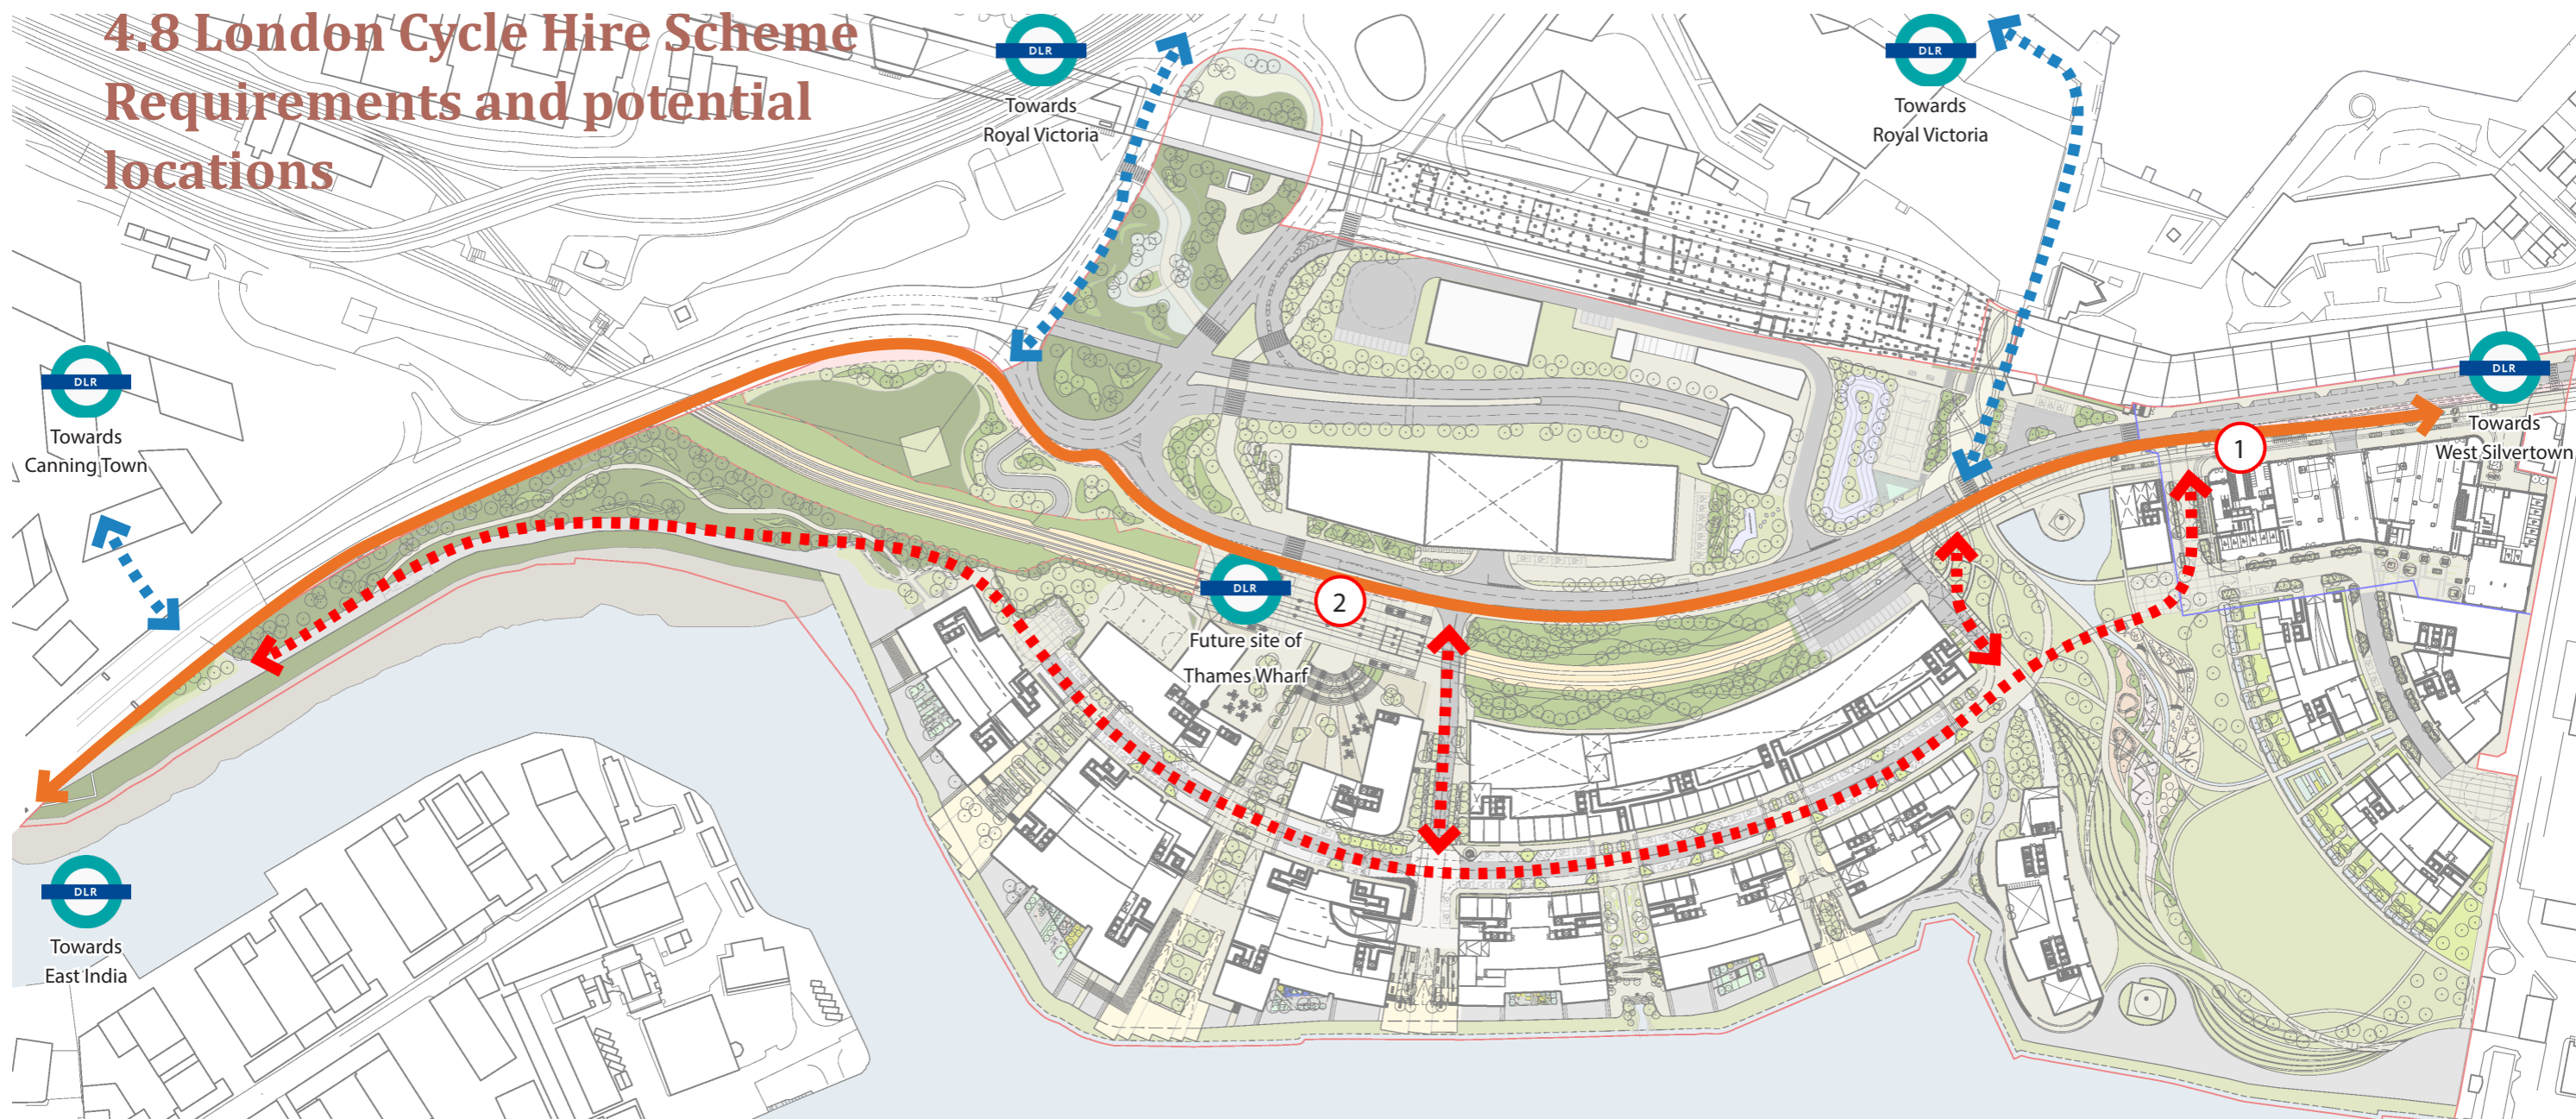 4.8 London Cycle Hire Scheme
Requirements and potential
locations
DLR
Towards
Royal Victoria
DLR
Towards
Royal Victoria
DLR
Towards
Canning Town
DLR
Towards
West Silvertown
1
DLR
2
Future site of
Thames Wharf
DLR
Towards
East India